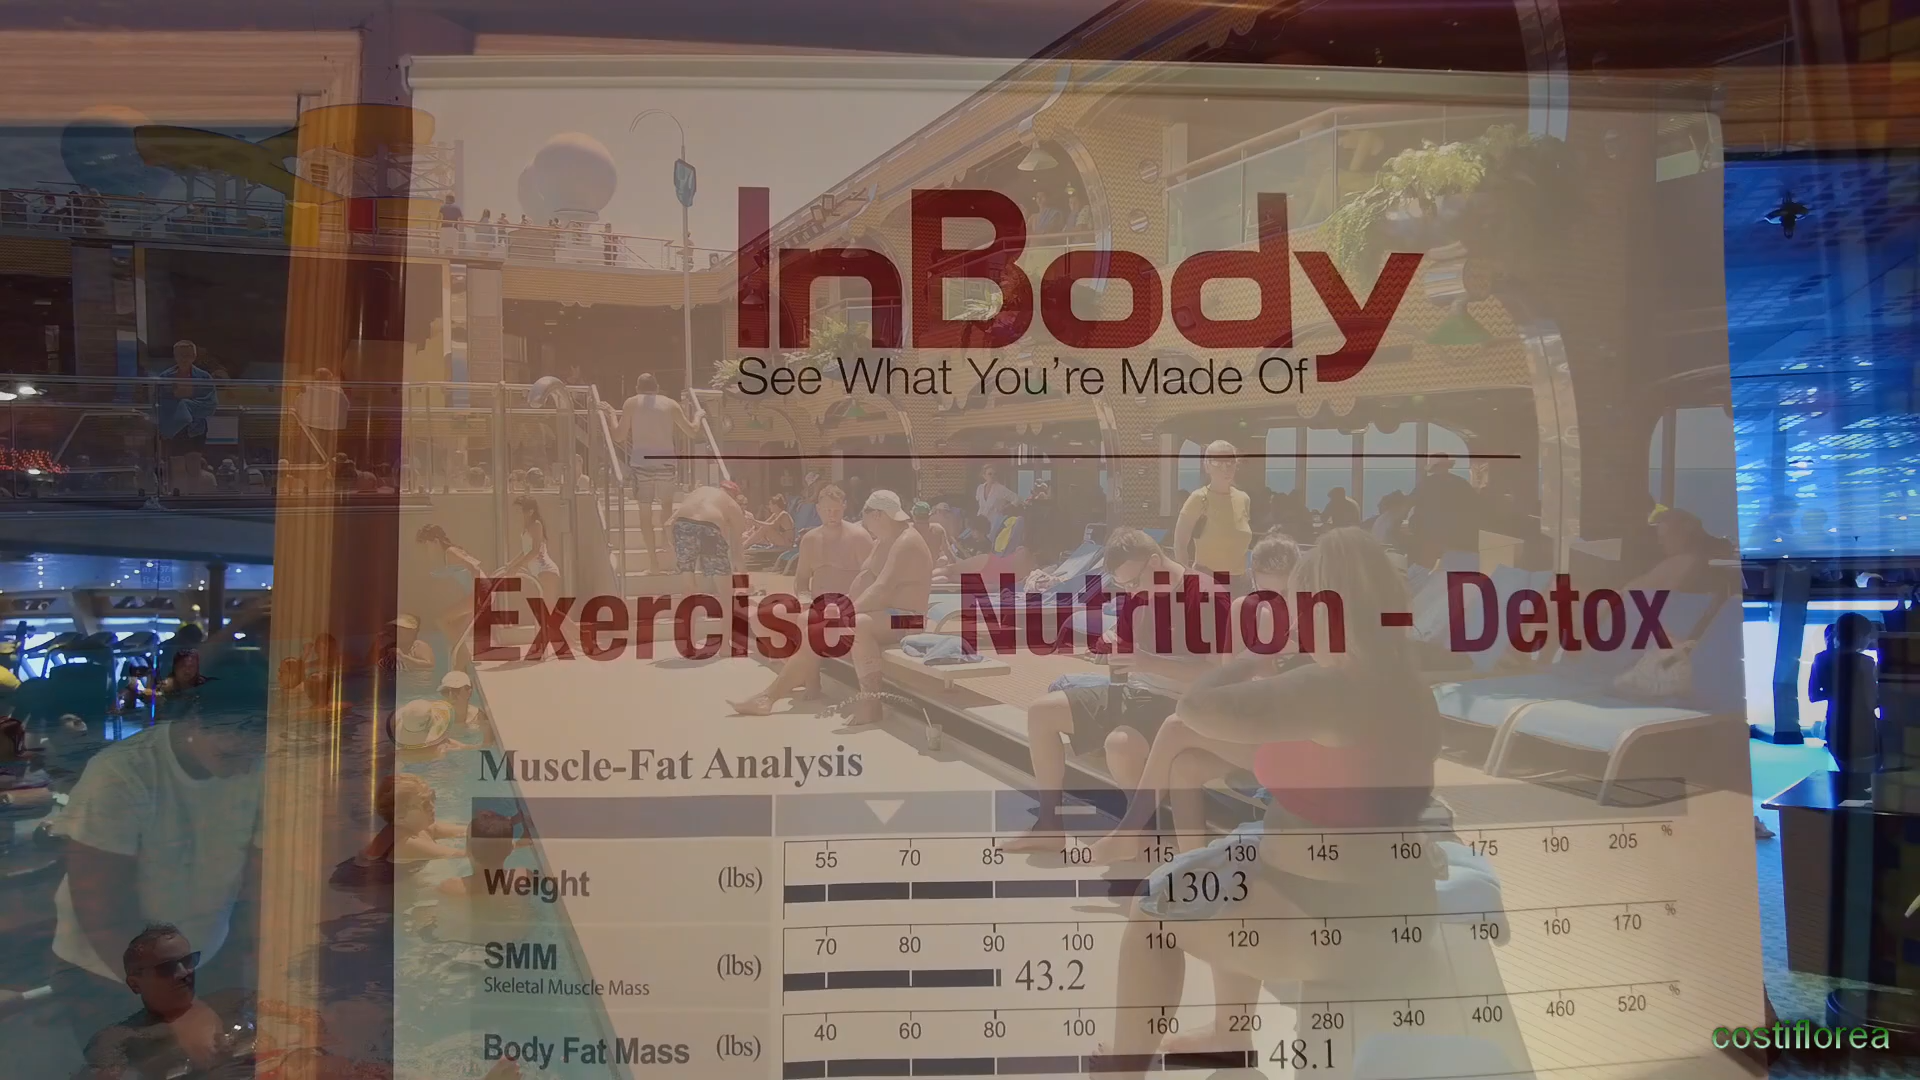 InBody
See What You're Made Of
Exercise - Nutrition - Detox
Muscle-Fat Analysis
55 70 85 100 115 130 145 160 175 190 205 %
Weight (lbs) 130.3
70 80 90 100 110 120 130 140 150 160 170 %
SMM (lbs) 43.2
Skeletal Muscle Mass
40 60 80 100 160 220 280 340 400 460 520 %
Body Fat Mass (lbs) 48.1
costiflorea